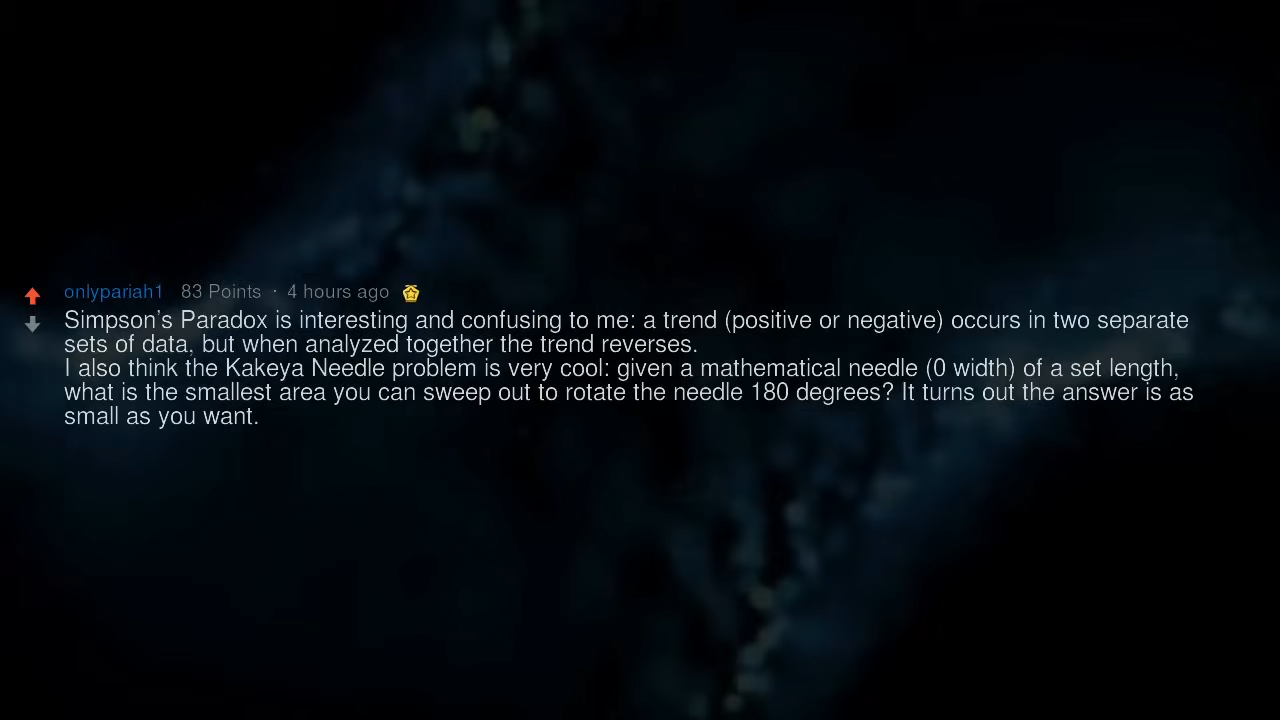 onlypariah1 83 Points · 4 hours ago
Simpson's Paradox is interesting and confusing to me: a trend (positive or negative) occurs in two separate
sets of data, but when analyzed together the trend reverses.
I also think the Kakeya Needle problem is very cool: given a mathematical needle (0 width) of a set length,
what is the smallest area you can sweep out to rotate the needle 180 degrees? It turns out the answer is as
small as you want.